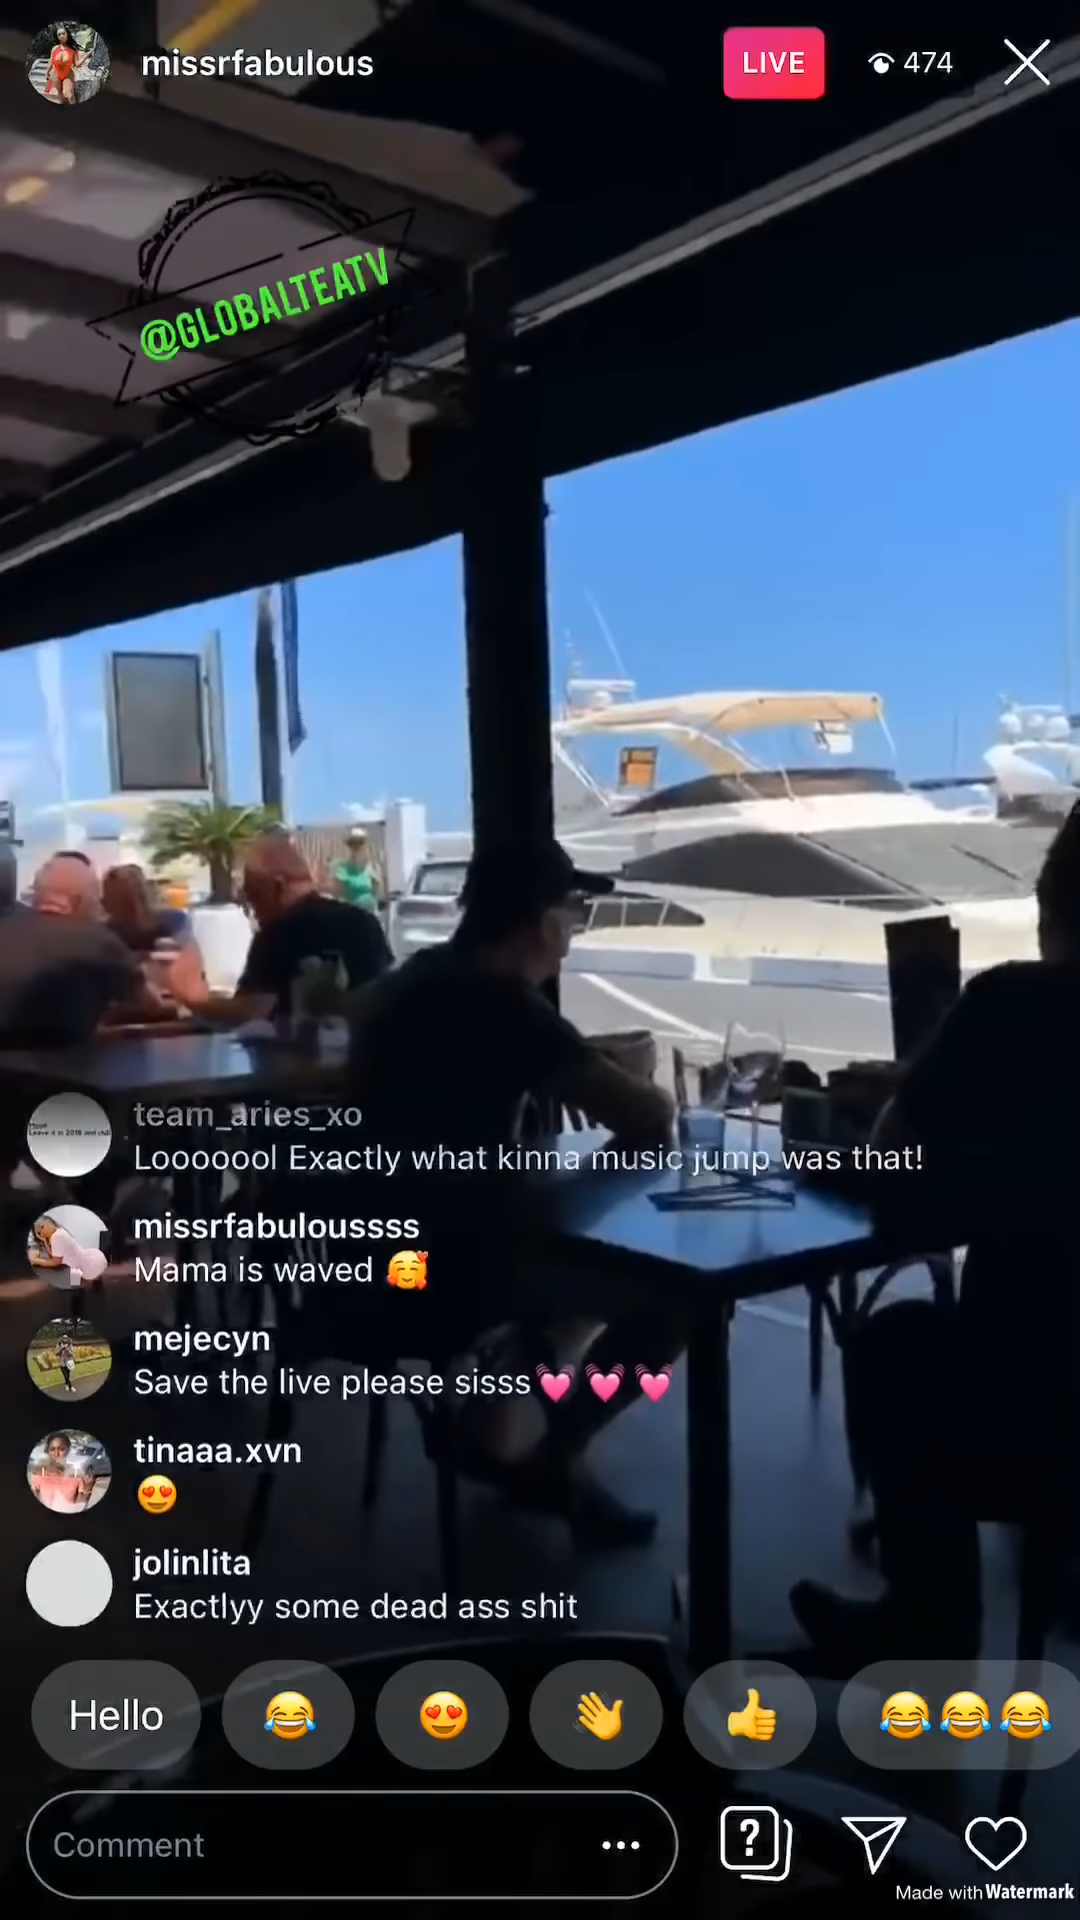 missrfabulous
LIVE
474
@GLOBALTEATV
team_aries_xo
Looooool Exactly what kinna music jump was that!
missrfabuloussss
Mama is waved 🥰
mejecyn
Save the live please sisss💓💓💓
tinaaa.xvn
😍
jolinlita
Exactlyy some dead ass shit
Hello 😂 😍 👋 👍 😂😂😂
Comment
Made with Watermark